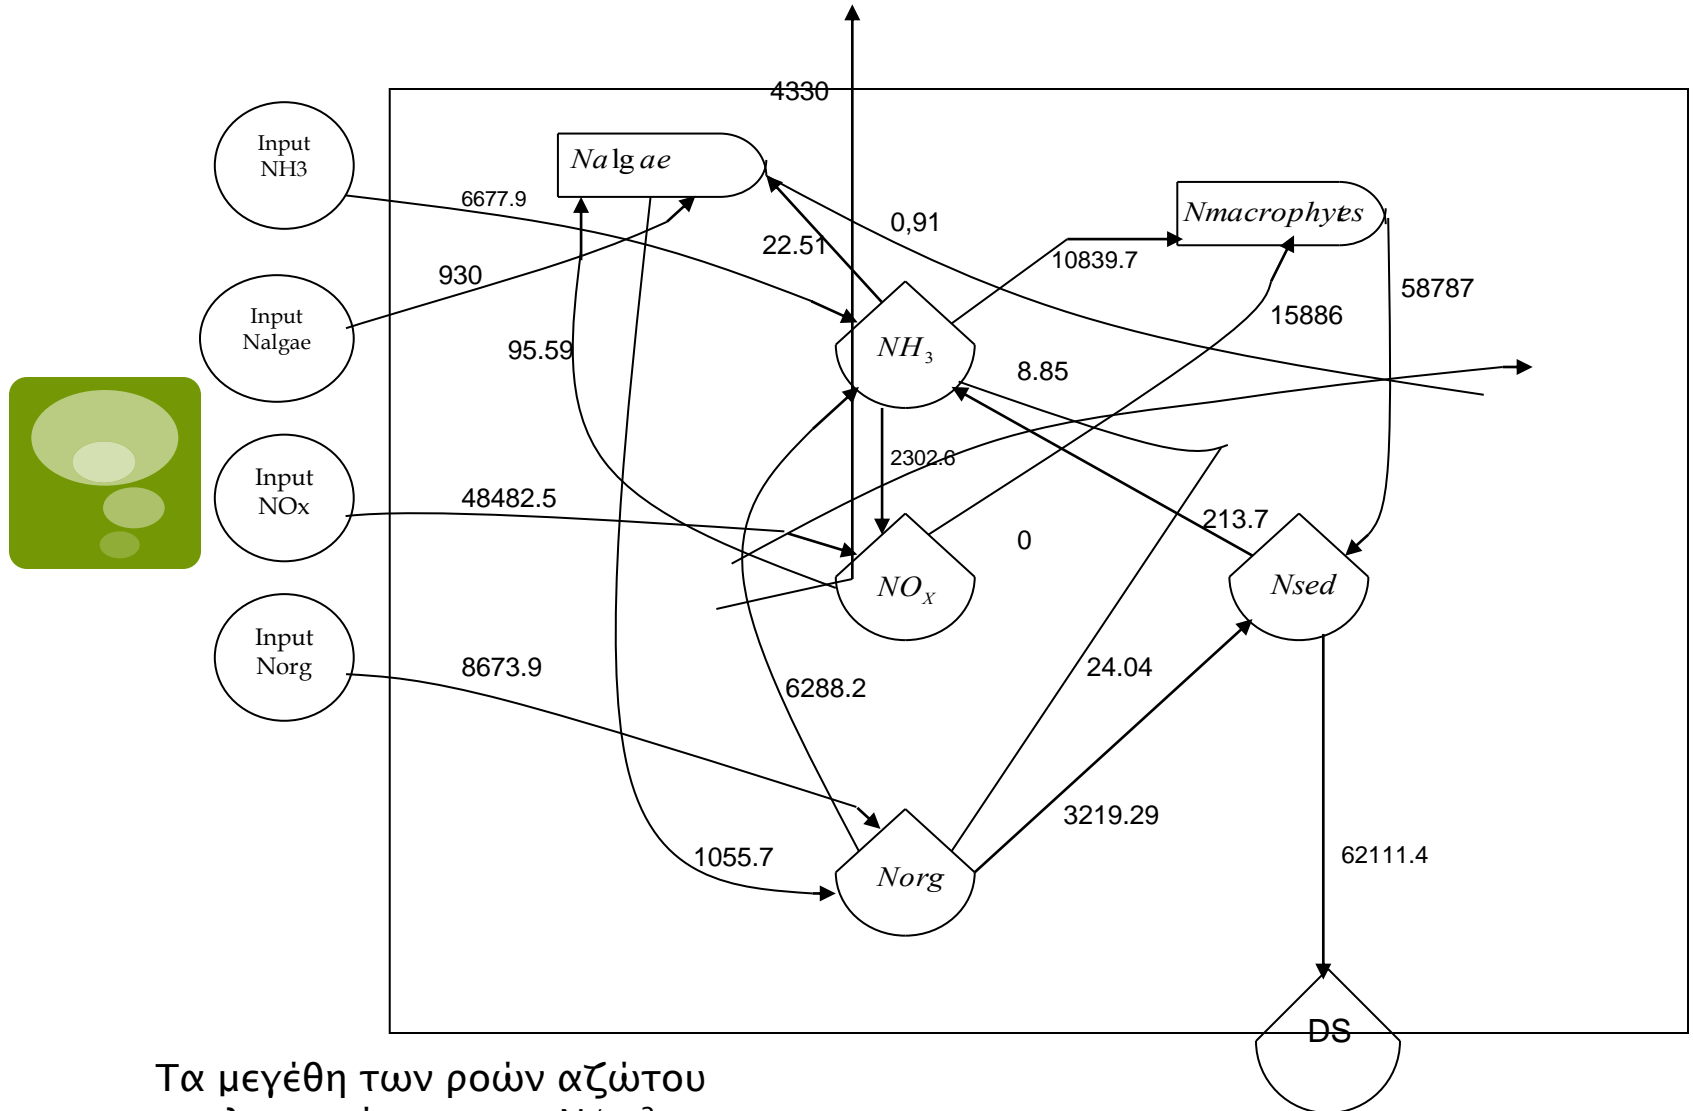 4330
Input
NH3
Nalgae
6677.9
Nmacrophytes
0,91
22.51
10839.7
930
58787
Input
Nalgae
15886
95.59
NH3
8.85
2302.6
Input
NOx
48482.5
213.7
0
NOX
Nsed
Input
Norg
8673.9
24.04
6288.2
3219.29
1055.7
62111.4
Norg
DS
Τα μεγέθη των ροών αζώτου